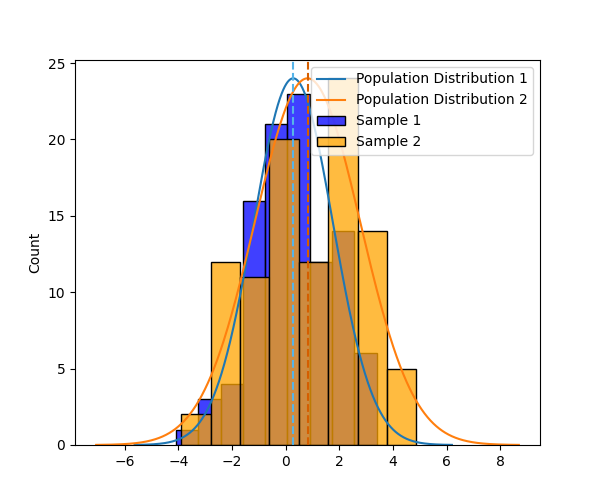 25
20
15
10
5
0
Count
−6 −4 −2 0 2 4 6 8
Population Distribution 1
Population Distribution 2
Sample 1
Sample 2